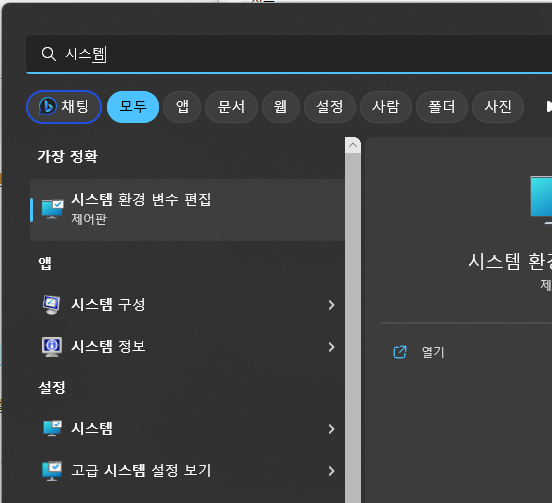 시스템
채팅
모두
앱
문서
웹
설정
사람
폴더
사진
가장 정확
시스템 환경 변수 편집
제어판
앱
시스템 구성
시스템 정보
설정
시스템
고급 시스템 설정 보기
시스템
열기